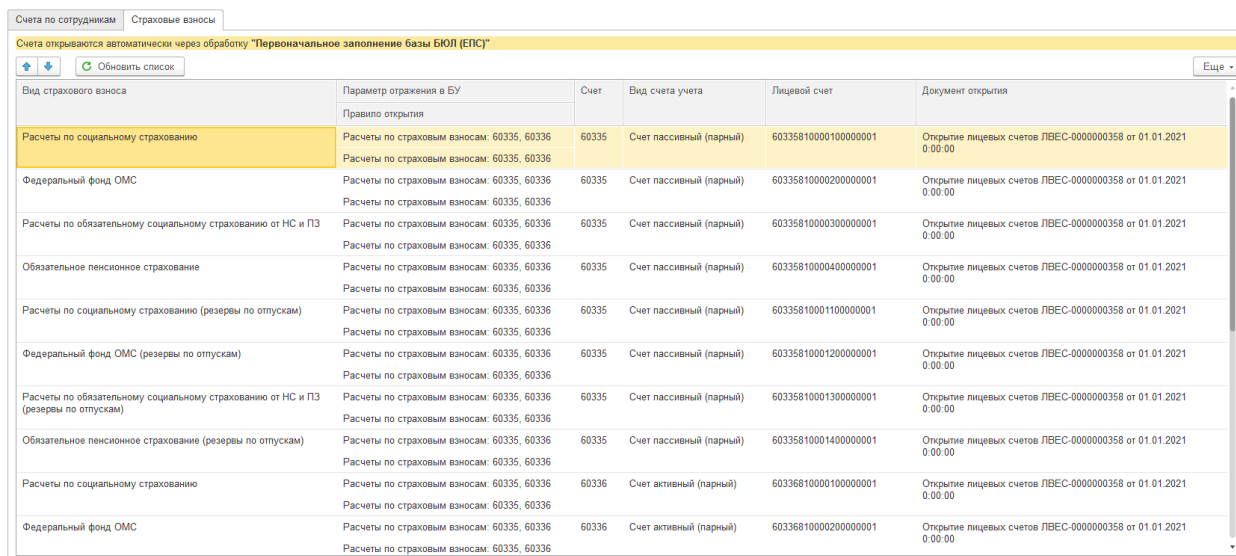 Счета по сотрудникам Страховые взносы
Счета открываются автоматически через обработку "Первоначальное заполнение базы БЮЛ (ЕПС)"
Обновить список Еще
Вид страхового взноса Параметр отражения в БУ Счет Вид счета учета Лицевой счет Документ открытия
Правило открытия
Расчеты по социальному страхованию Расчеты по страховым взносам: 60335, 60336 60335 Счет пассивный (парный) 60335810000100000001 Открытие лицевых счетов ЛВЕС-0000000358 от 01.01.2021
0:00:00
Расчеты по страховым взносам: 60335, 60336
Федеральный фонд ОМС Расчеты по страховым взносам: 60335, 60336 60335 Счет пассивный (парный) 60335810000200000001 Открытие лицевых счетов ЛВЕС-0000000358 от 01.01.2021
0:00:00
Расчеты по страховым взносам: 60335, 60336
Расчеты по обязательному социальному страхованию от НС и ПЗ Расчеты по страховым взносам: 60335, 60336 60335 Счет пассивный (парный) 60335810000300000001 Открытие лицевых счетов ЛВЕС-0000000358 от 01.01.2021
0:00:00
Расчеты по страховым взносам: 60335, 60336
Обязательное пенсионное страхование Расчеты по страховым взносам: 60335, 60336 60335 Счет пассивный (парный) 60335810000400000001 Открытие лицевых счетов ЛВЕС-0000000358 от 01.01.2021
0:00:00
Расчеты по страховым взносам: 60335, 60336
Расчеты по социальному страхованию (резервы по отпускам) Расчеты по страховым взносам: 60335, 60336 60335 Счет пассивный (парный) 60335810001100000001 Открытие лицевых счетов ЛВЕС-0000000358 от 01.01.2021
0:00:00
Расчеты по страховым взносам: 60335, 60336
Федеральный фонд ОМС (резервы по отпускам) Расчеты по страховым взносам: 60335, 60336 60335 Счет пассивный (парный) 60335810001200000001 Открытие лицевых счетов ЛВЕС-0000000358 от 01.01.2021
0:00:00
Расчеты по страховым взносам: 60335, 60336
Расчеты по обязательному социальному страхованию от НС и ПЗ Расчеты по страховым взносам: 60335, 60336 60335 Счет пассивный (парный) 60335810001300000001 Открытие лицевых счетов ЛВЕС-0000000358 от 01.01.2021
(резервы по отпускам) 0:00:00
Расчеты по страховым взносам: 60335, 60336
Обязательное пенсионное страхование (резервы по отпускам) Расчеты по страховым взносам: 60335, 60336 60335 Счет пассивный (парный) 60335810001400000001 Открытие лицевых счетов ЛВЕС-0000000358 от 01.01.2021
0:00:00
Расчеты по страховым взносам: 60335, 60336
Расчеты по социальному страхованию Расчеты по страховым взносам: 60335, 60336 60336 Счет активный (парный) 60336810000100000001 Открытие лицевых счетов ЛВЕС-0000000358 от 01.01.2021
0:00:00
Расчеты по страховым взносам: 60335, 60336
Федеральный фонд ОМС Расчеты по страховым взносам: 60335, 60336 60336 Счет активный (парный) 60336810000200000001 Открытие лицевых счетов ЛВЕС-0000000358 от 01.01.2021
0:00:00
Расчеты по страховым взносам: 60335, 60336